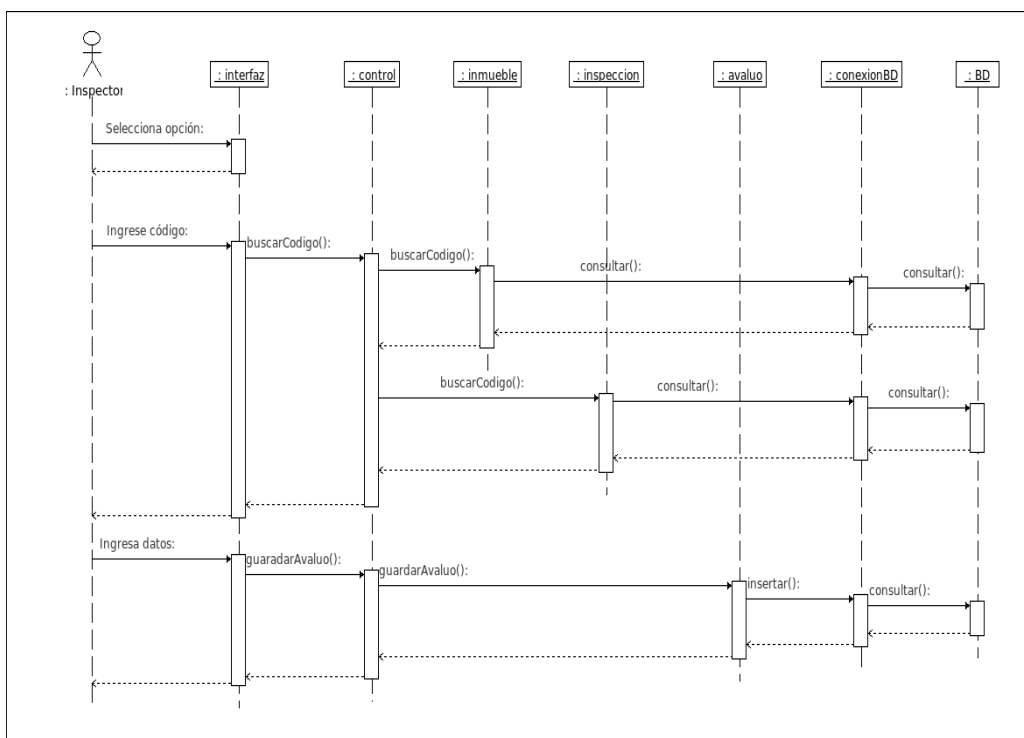 : interfaz
: control
: inmueble
: inspeccion
: avaluo
: conexionBD
: BD
: Inspector
Selecciona opción:
Ingrese código:
buscarCodigo():
buscarCodigo():
consultar():
consultar():
buscarCodigo():
consultar():
consultar():
Ingresa datos:
guaradarAvaluo():
guardarAvaluo():
insertar():
consultar():